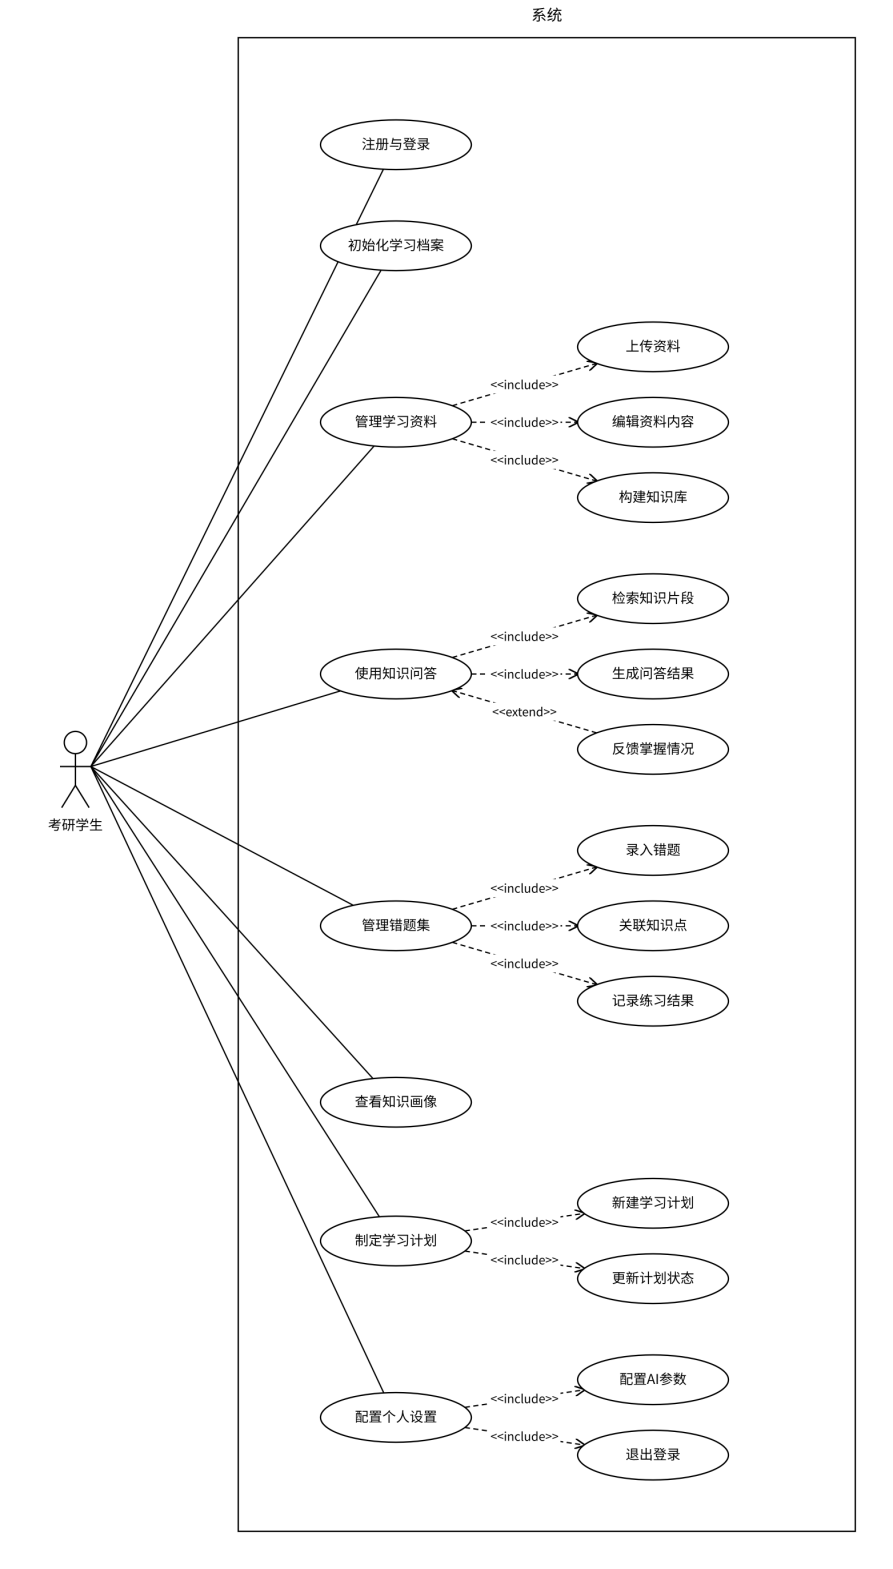 系统
注册与登录
初始化学习档案
上传资料
<<include>>
管理学习资料
<<include>>
编辑资料内容
<<include>>
构建知识库
检索知识片段
<<include>>
使用知识问答
<<include>>
生成问答结果
<<extend>>
反馈掌握情况
考研学生
录入错题
<<include>>
管理错题集
<<include>>
关联知识点
<<include>>
记录练习结果
查看知识画像
新建学习计划
<<include>>
制定学习计划
<<include>>
更新计划状态
配置AI参数
<<include>>
配置个人设置
<<include>>
退出登录